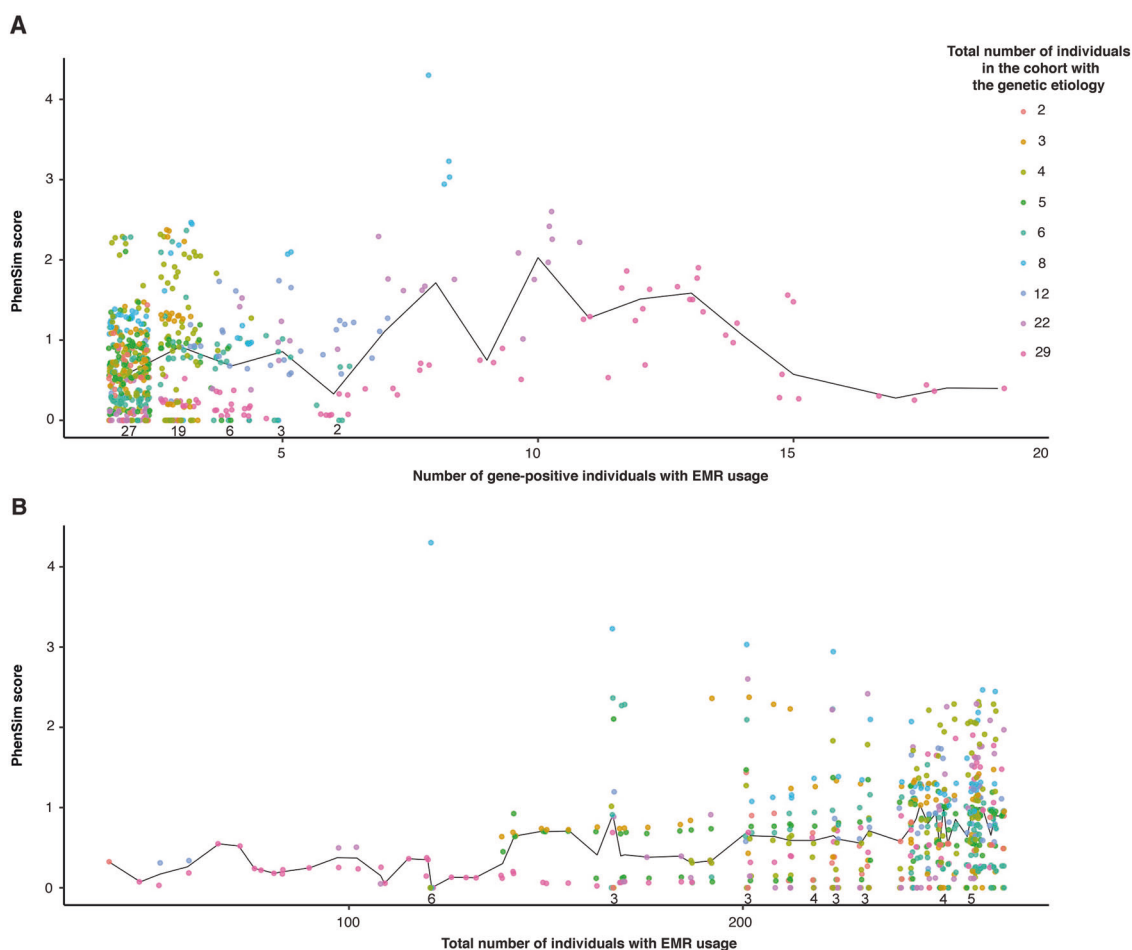 A
Total number of individuals
in the cohort with
the genetic etiology
2
3
4
5
6
8
12
22
29
PhenSim score
4
3
2
1
0
27 19 6 3 2
5 10 15 20
Number of gene-positive individuals with EMR usage
B
PhenSim score
4
3
2
1
0
6 3 3 4 3 3 4 5
100 200
Total number of individuals with EMR usage